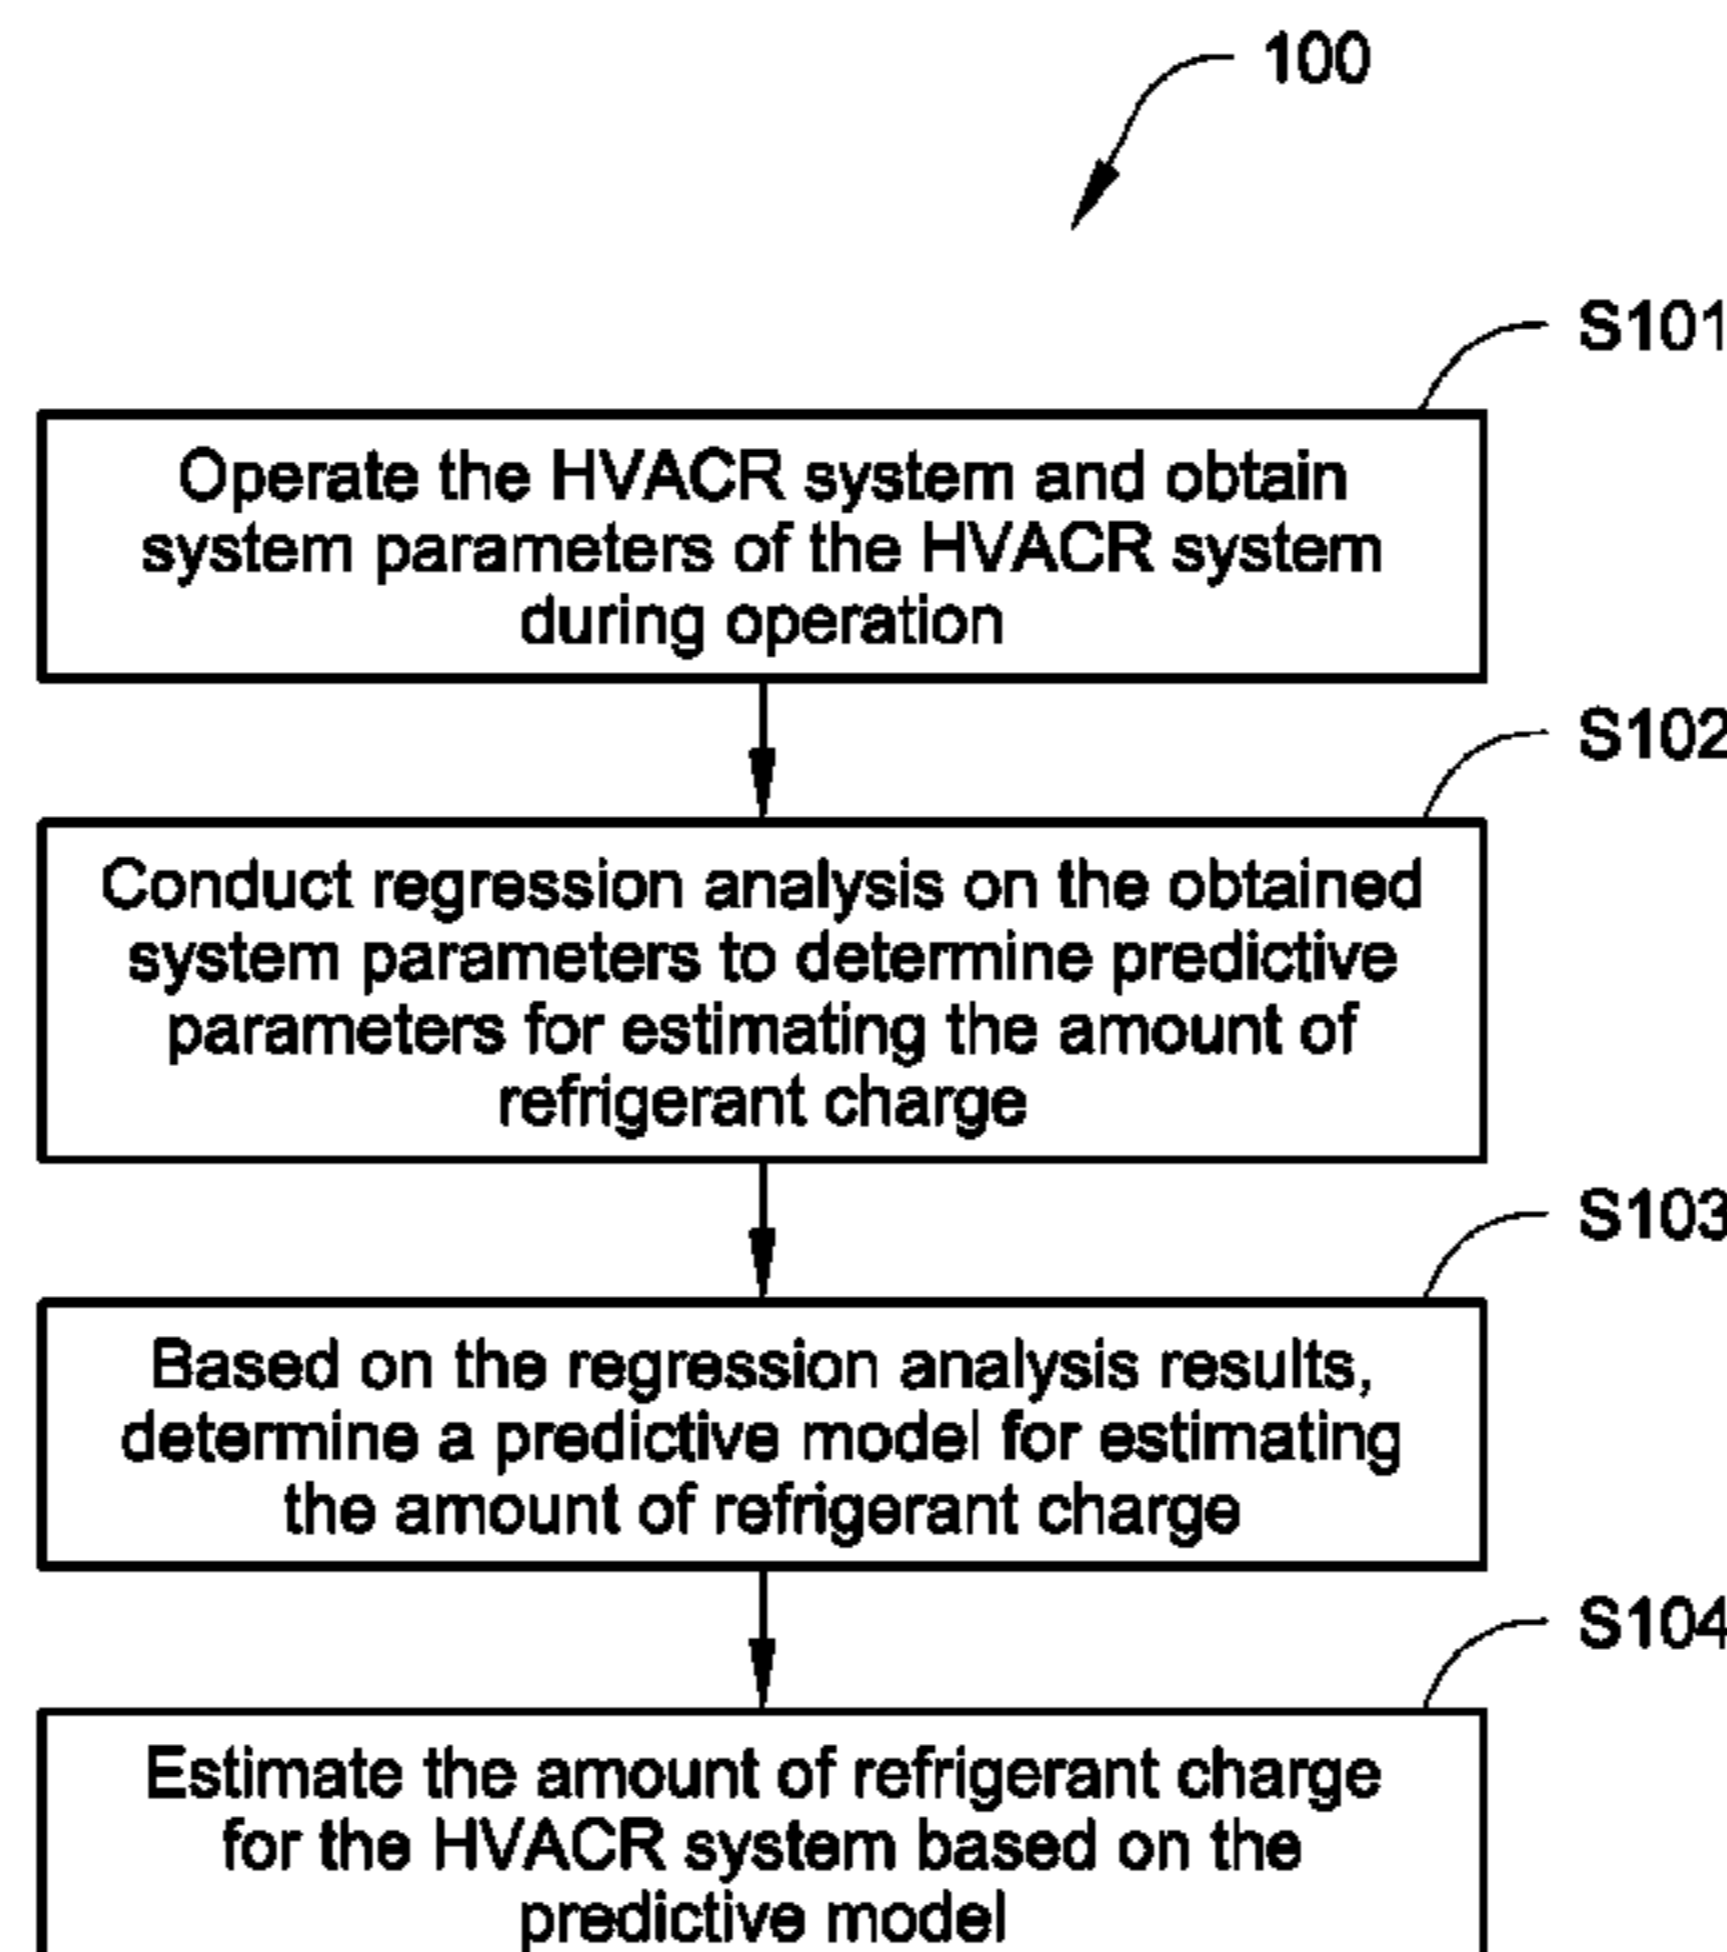 100
S101
Operate the HVACR system and obtain
system parameters of the HVACR system
during operation
S102
Conduct regression analysis on the obtained
system parameters to determine predictive
parameters for estimating the amount of
refrigerant charge
S103
Based on the regression analysis results,
determine a predictive model for estimating
the amount of refrigerant charge
S104
Estimate the amount of refrigerant charge
for the HVACR system based on the
predictive model